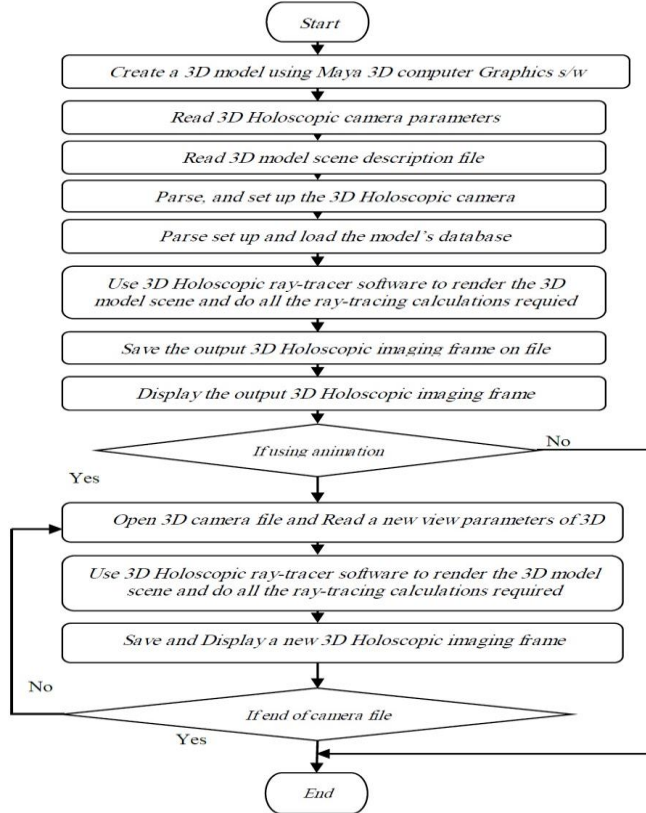 Start
Create a 3D model using Maya 3D computer Graphics s/w
Read 3D Holoscopic camera parameters
Read 3D model scene description file
Parse, and set up the 3D Holoscopic camera
Parse set up and load the model's database
Use 3D Holoscopic ray-tracer software to render the 3D
model scene and do all the ray-tracing calculations requied
Save the output 3D Holoscopic imaging frame on file
Display the output 3D Holoscopic imaging frame
If using animation
No
Yes
Open 3D camera file and Read a new view parameters of 3D
Use 3D Holoscopic ray-tracer software to render the 3D model
scene and do all the ray-tracing calculations required
Save and Display a new 3D Holoscopic imaging frame
No
If end of camera file
Yes
End